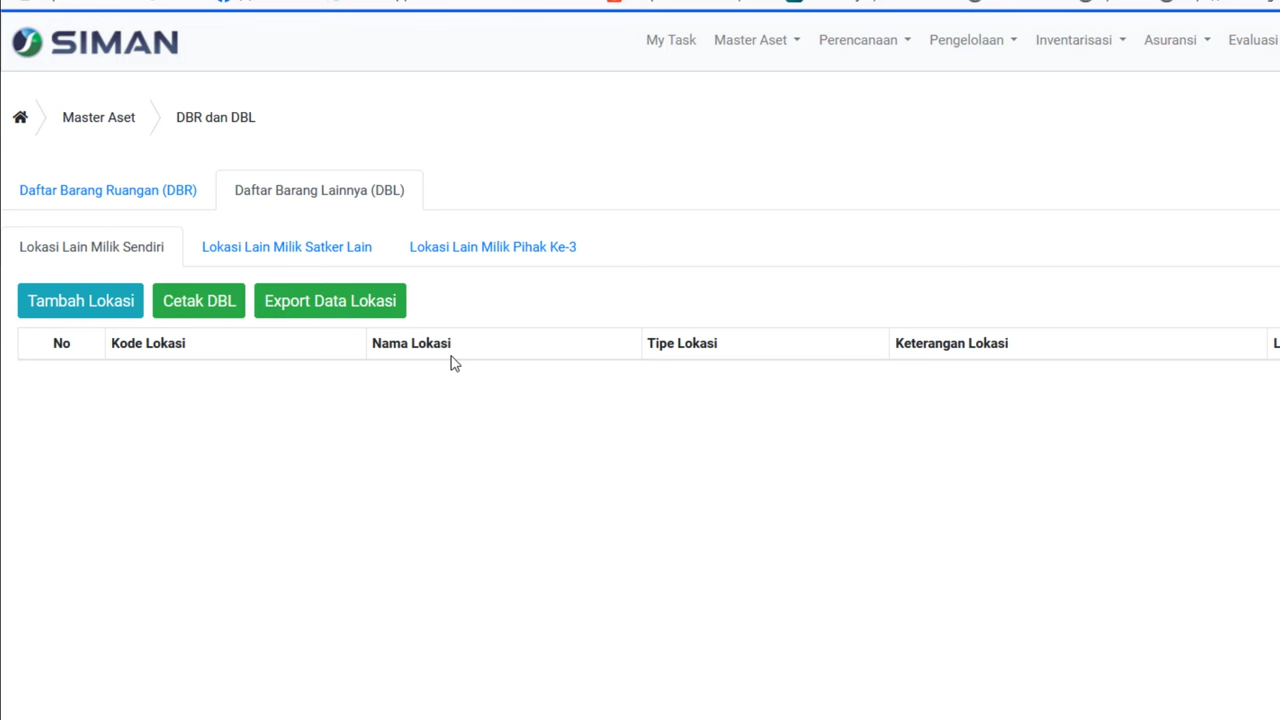 SIMAN
My Task Master Aset Perencanaan Pengelolaan Inventarisasi Asuransi Evaluasi
Master Aset DBR dan DBL
Daftar Barang Ruangan (DBR) Daftar Barang Lainnya (DBL)
Lokasi Lain Milik Sendiri Lokasi Lain Milik Satker Lain Lokasi Lain Milik Pihak Ke-3
Tambah Lokasi Cetak DBL Export Data Lokasi
No Kode Lokasi Nama Lokasi Tipe Lokasi Keterangan Lokasi